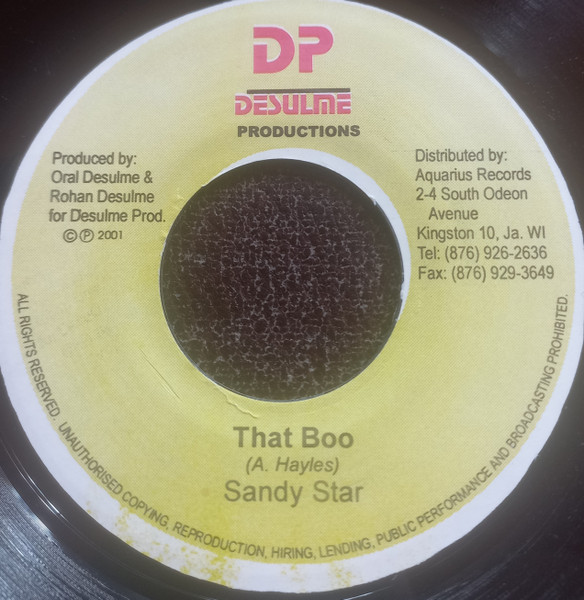 DP
DESULME
PRODUCTIONS
Produced by:
Oral Desulme &
Rohan Desulme
for Desulme Prod.
© ℗ 2001
Distributed by:
Aquarius Records
2-4 South Odeon
Avenue
Kingston 10, Ja. WI
Tel: (876) 926-2636
Fax: (876) 929-3649
That Boo
(A. Hayles)
Sandy Star
ALL RIGHTS RESERVED. UNAUTHORISED COPYING, REPRODUCTION, HIRING, LENDING, PUBLIC PERFORMANCE AND BROADCASTING PROHIBITED.